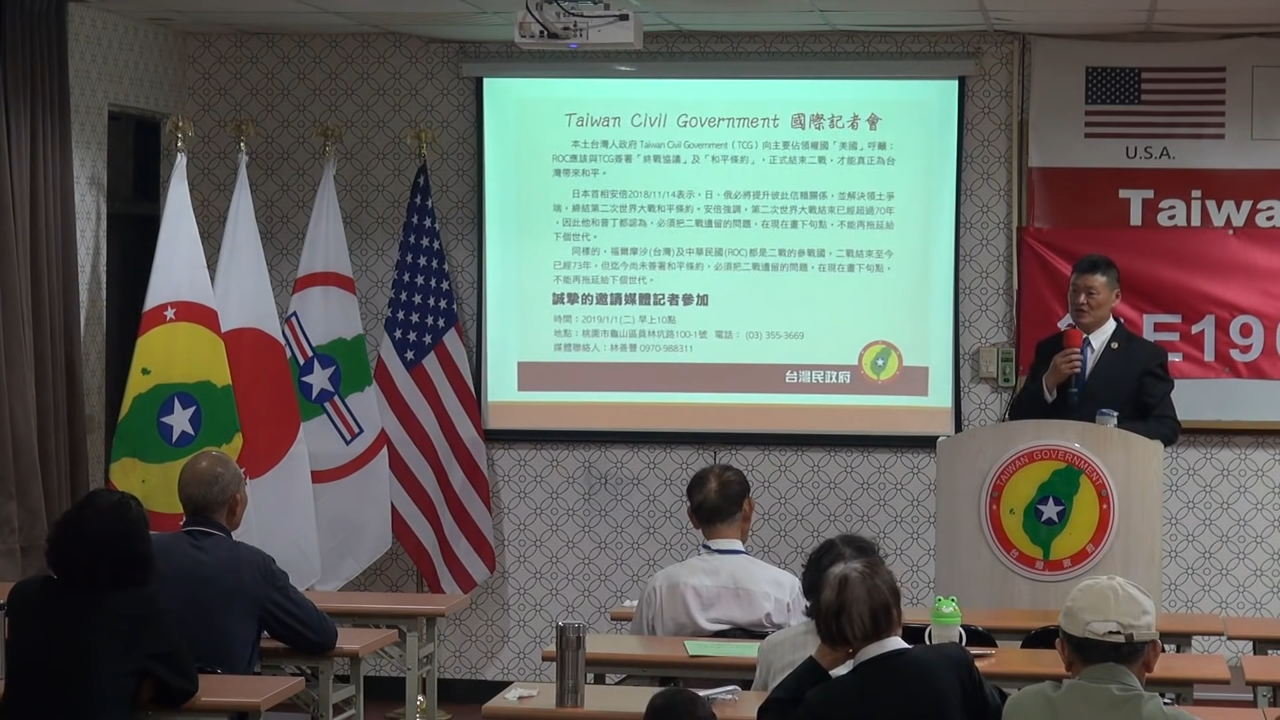 Taiwan Civil Government 國際記者會
本土台灣人政府 Taiwan Civil Government（TCG）向主要佔領權國「美國」呼籲：
ROC應該與TCG簽署「終戰協議」及「和平條約」，正式結束二戰，才能真正為台
灣帶來和平。
日本首相安倍2018/11/14表示，日、俄必將提升彼此信賴關係，並解決領土爭
端，締結第二次世界大戰和平條約。安倍強調，第二次世界大戰結束已經超過70年
，因此他和普丁都認為，必須把二戰遺留的問題，在現在畫下句點，不能再拖延給
下個世代。
同樣的，福爾摩沙(台灣)及中華民國(ROC)都是二戰的參戰國，二戰結束至今
已經73年，但迄今尚未簽署和平條約，必須把二戰遺留的問題，在現在畫下句點，
不能再拖延給下個世代。
誠摯的邀請媒體記者參加
時間：2019/1/1(二) 早上10點
地點：桃園市龜山區員林坑路100-1號 電話： (03) 355-3669
媒體聯絡人：林善豐 0970-988311
台灣民政府
U.S.A.
Taiwa
E19
TAIWAN GOVERNMENT
台灣政府